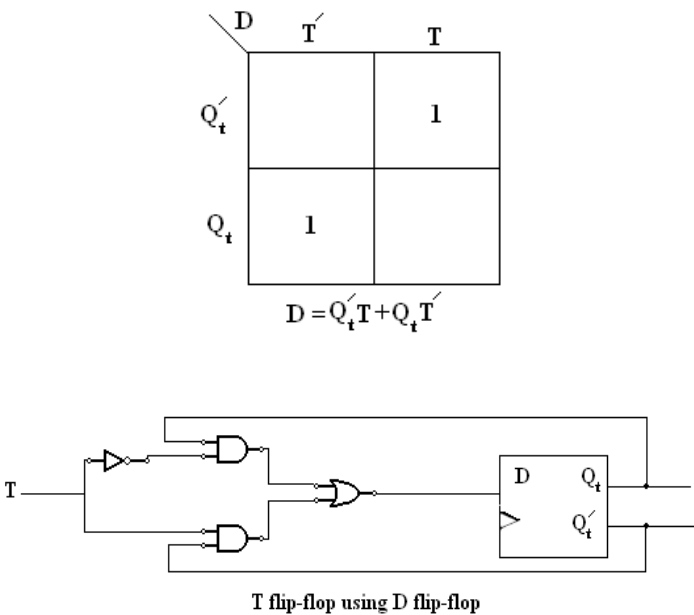 D T′ T
Q′t 1
Qt 1
D = Q′tT + QtT′
T
D Qt
Q′t
T flip-flop using D flip-flop